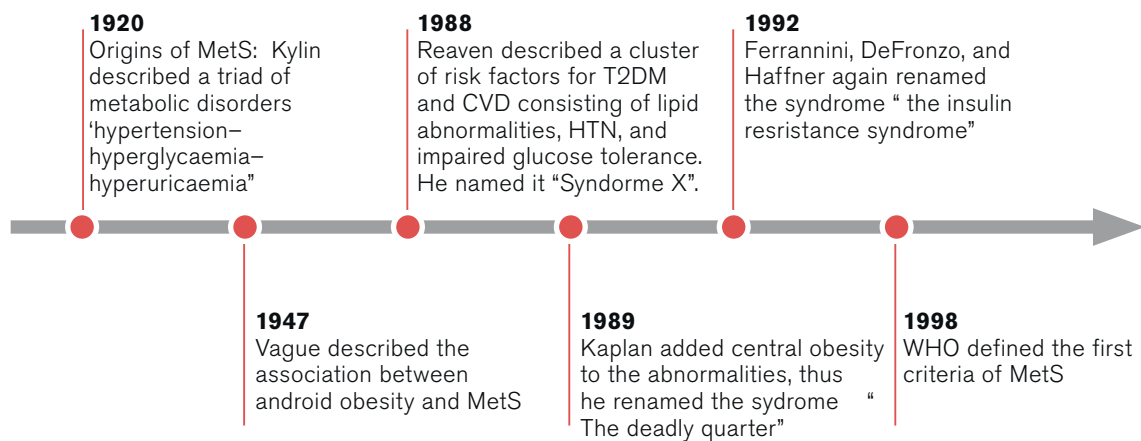 1920
Origins of MetS: Kylin
described a triad of
metabolic disorders
‘hypertension–
hyperglycaemia–
hyperuricaemia”
1947
Vague described the
association between
android obesity and MetS
1988
Reaven described a cluster
of risk factors for T2DM
and CVD consisting of lipid
abnormalities, HTN, and
impaired glucose tolerance.
He named it “Syndorme X”.
1989
Kaplan added central obesity
to the abnormalities, thus
he renamed the sydrome “
The deadly quarter”
1992
Ferrannini, DeFronzo, and
Haffner again renamed
the syndrome “ the insulin
resristance syndrome”
1998
WHO defined the first
criteria of MetS